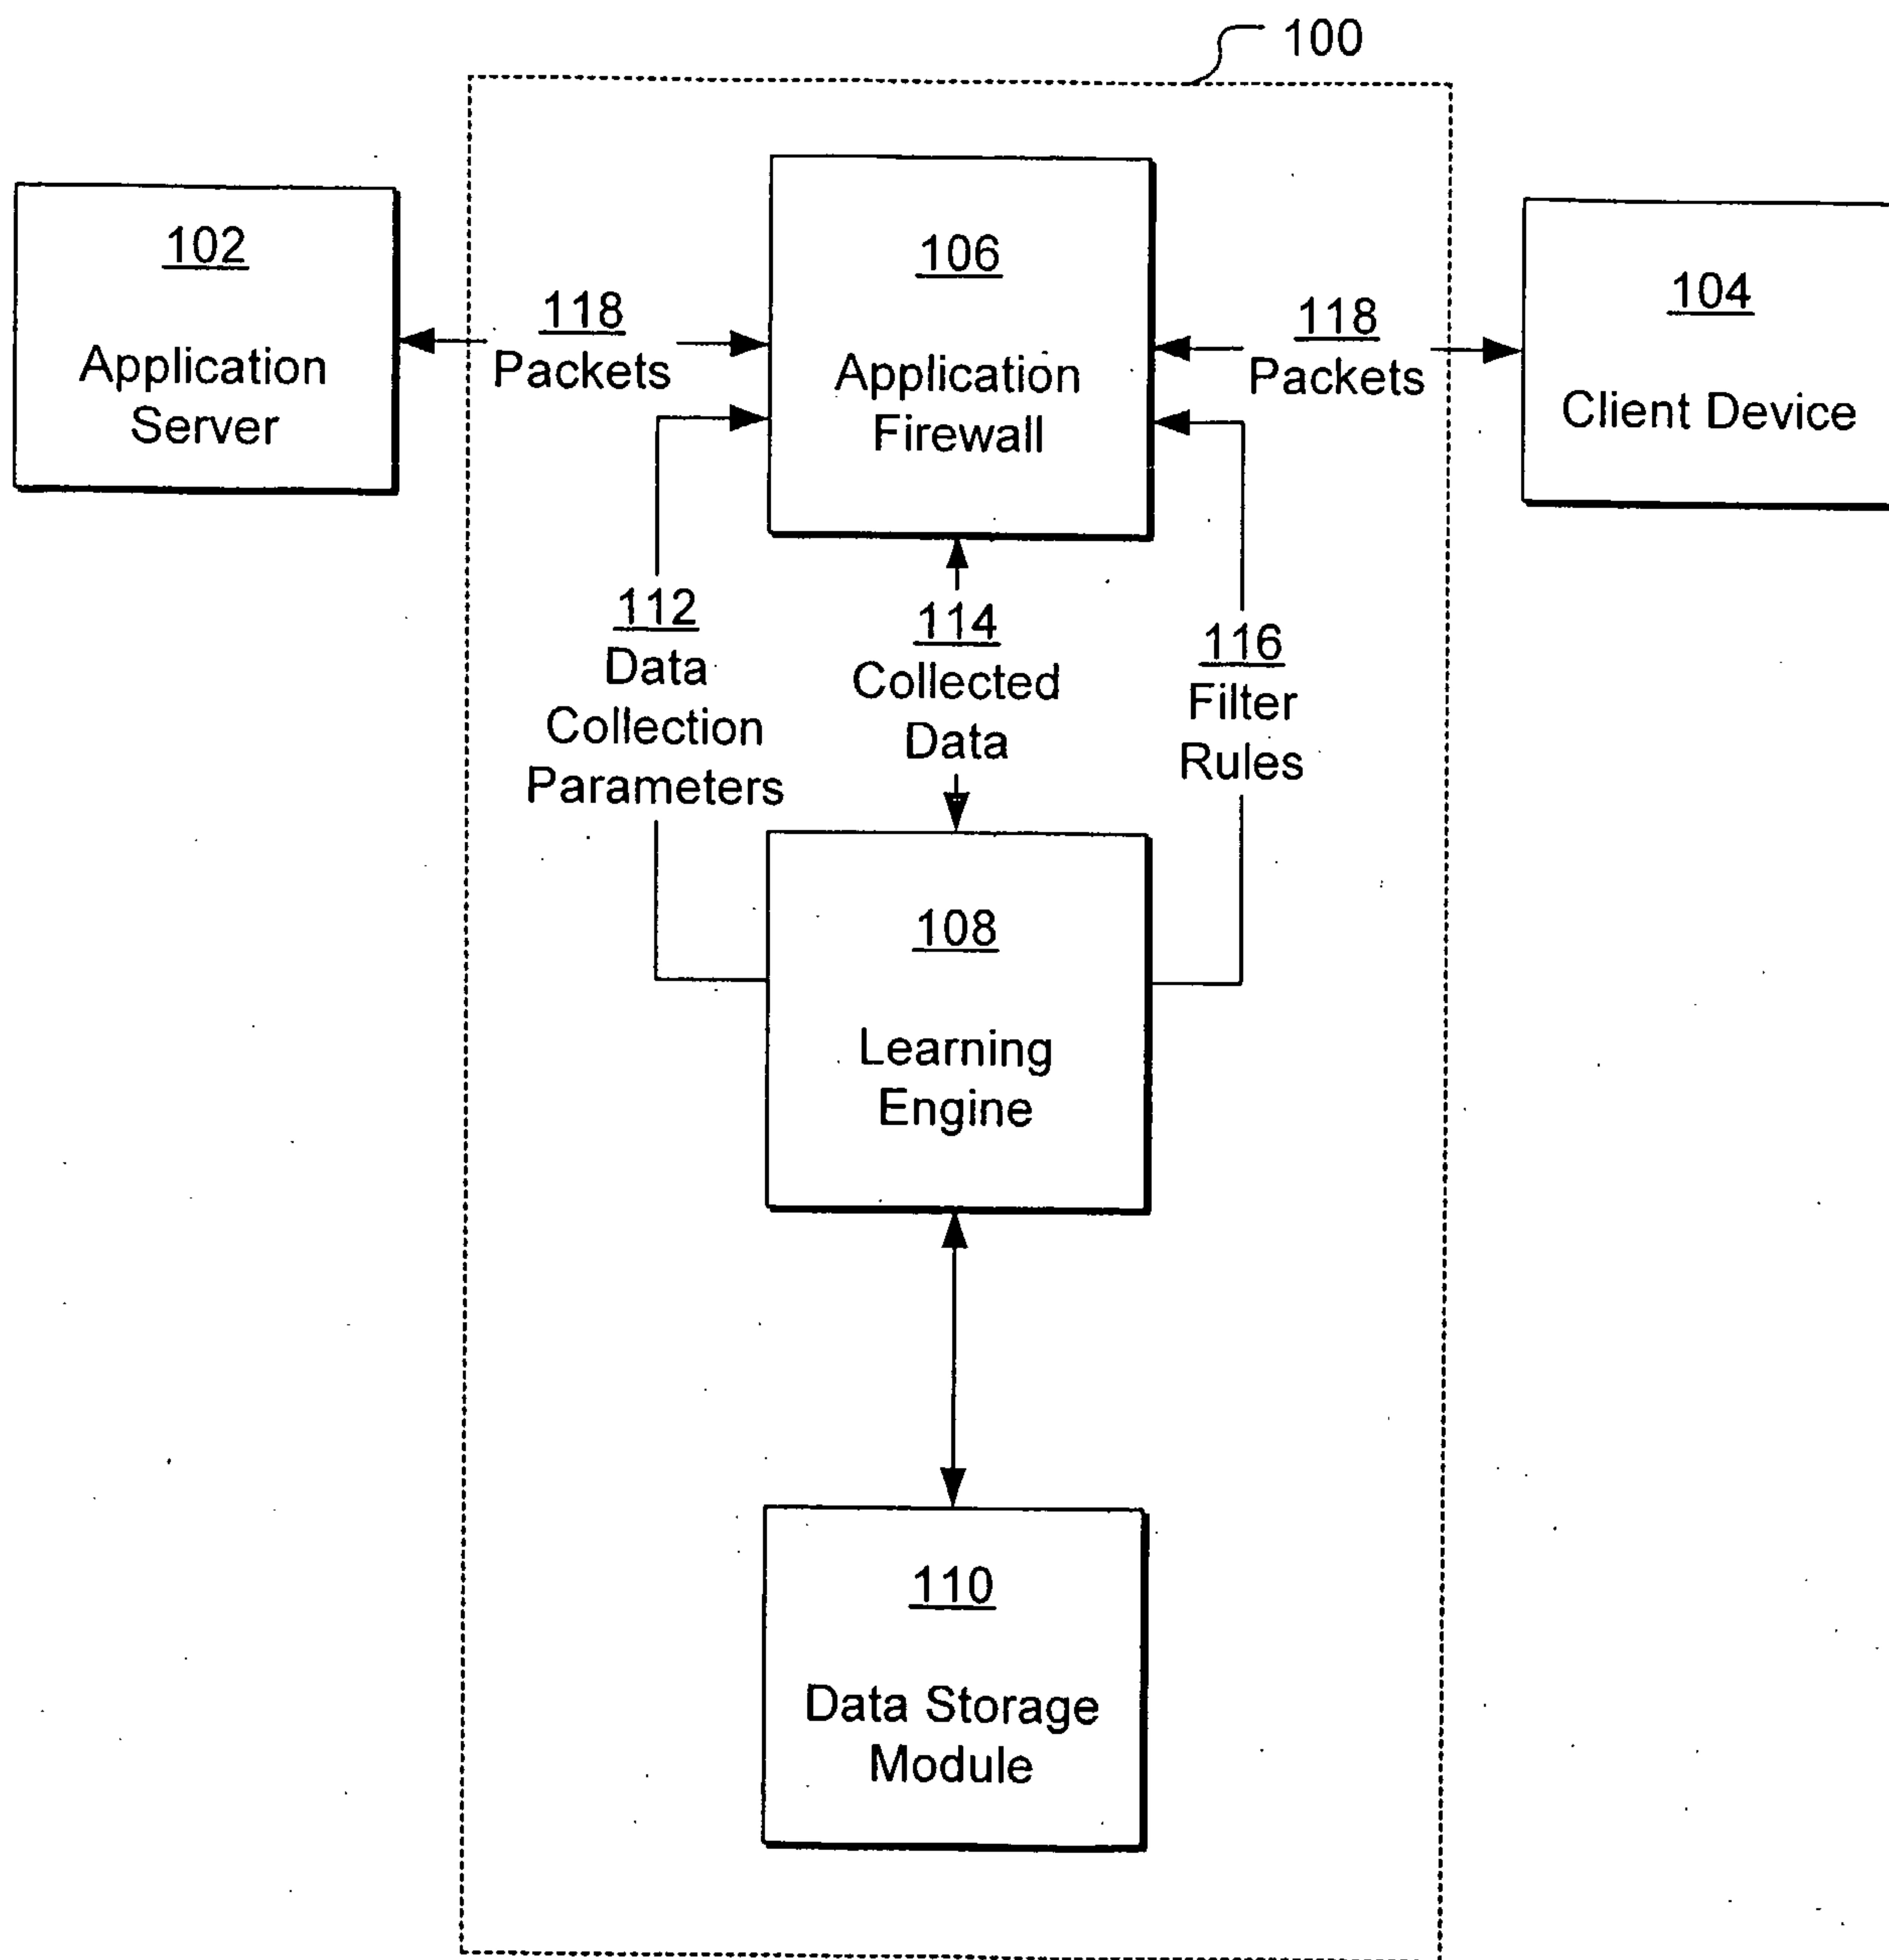 100
102
Application
Server
118
Packets
106
Application
Firewall
118
Packets
104
Client Device
112
Data
Collection
Parameters
114
Collected
Data
116
Filter
Rules
108
Learning
Engine
110
Data Storage
Module